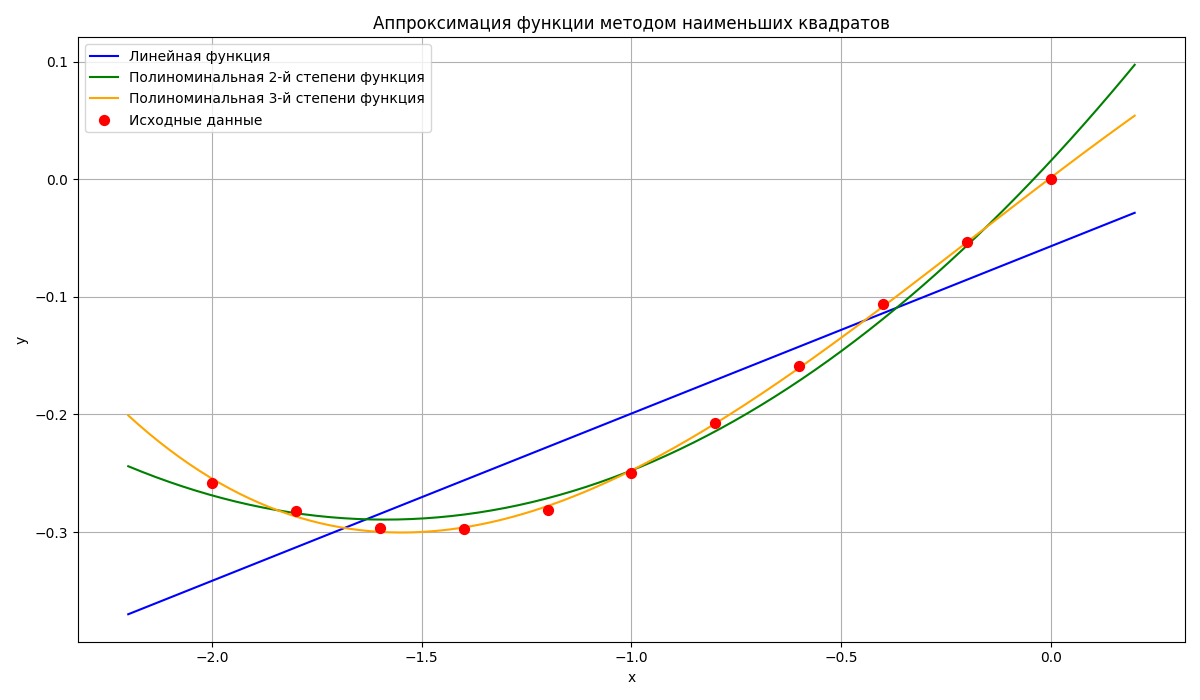 Аппроксимация функции методом наименьших квадратов
Линейная функция
Полиноминальная 2-й степени функция
Полиноминальная 3-й степени функция
Исходные данные
0.1
0.0
−0.1
−0.2
−0.3
y
−2.0
−1.5
−1.0
−0.5
0.0
x